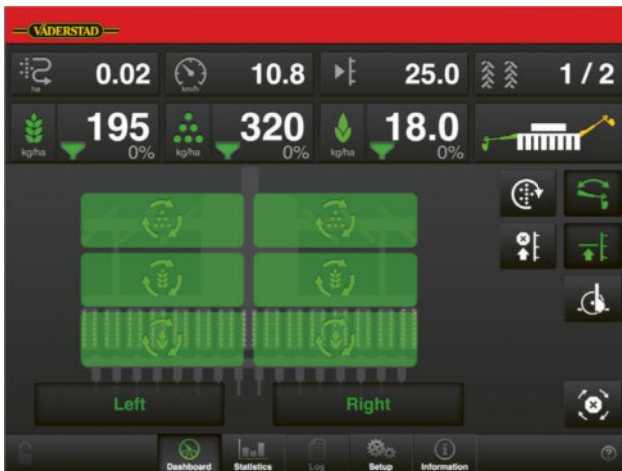 VÄDERSTAD
0.02 10.8 25.0 1 / 2
ha km/h
195 320 18.0
kg/ha 0% kg/ha 0% kg/ha 0%
Left Right
Dashboard Statistics Log Setup Information ?